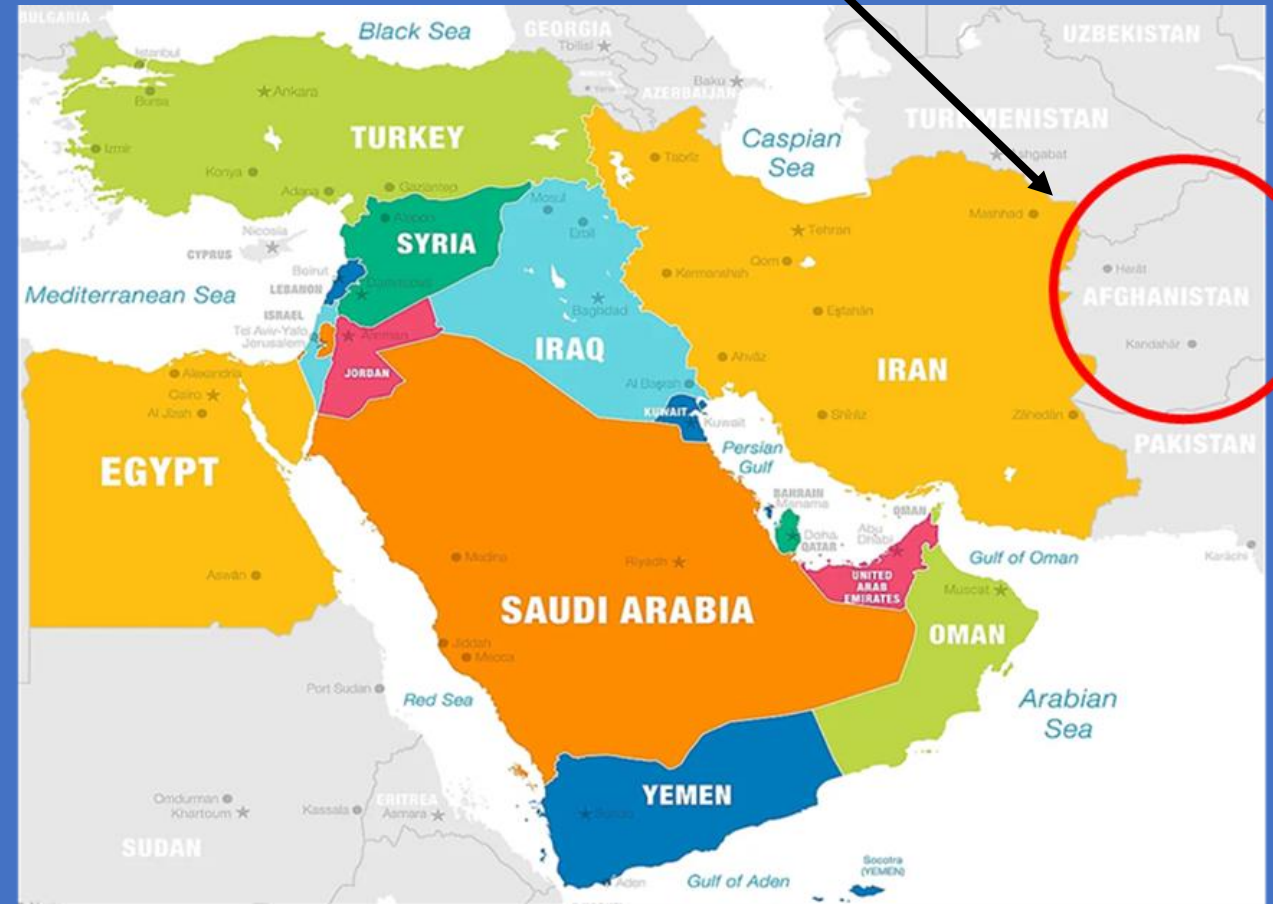 BULGARIA
Black Sea
GEORGIA
Tbilisi
UZBEKISTAN
Istanbul
Bursa
Ankara
Baku
AZERBAIJAN
TURKMENISTAN
Ashgabat
TURKEY
Caspian
Sea
Izmir
Konya
Adana
Gaziantep
Tabriz
Mosul
Erbil
Mashhad
Nicosia
CYPRUS
Aleppo
SYRIA
Tehran
Qom
Kermanshah
Herāt
AFGHANISTAN
Beirut
LEBANON
Damascus
Mediterranean Sea
Baghdad
Eşfahān
ISRAEL
Tel Aviv-Yafo
Jerusalem
Amman
IRAQ
Kandahār
JORDAN
Ahvāz
IRAN
Alexandria
Cairo
Al Jīzah
Al Başrah
KUWAIT
Kuwait
Shīrāz
Zāhedān
PAKISTAN
EGYPT
Persian
Gulf
BAHRAIN
Manama
OMAN
Doha
QATAR
Abu
Dhabi
Gulf of Oman
Karachi
Aswān
Medina
Riyadh
UNITED
ARAB
EMIRATES
Muscat
SAUDI ARABIA
OMAN
Jiddah
Mecca
Port Sudan
Red Sea
Arabian
Sea
Omdurman
Khartoum
Kassala
ERITREA
Asmara
YEMEN
Sanaa
SUDAN
Aden
Gulf of Aden
Socotra
(YEMEN)